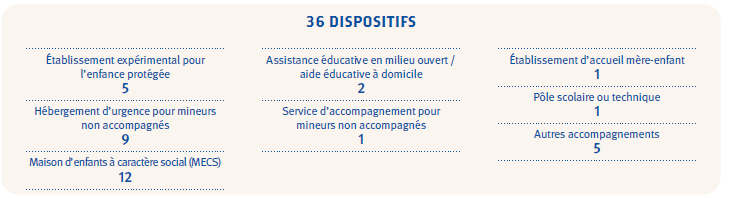 36 DISPOSITIFS
Établissement expérimental pour
l'enfance protégée
5
Hébergement d'urgence pour mineurs
non accompagnés
9
Maison d'enfants à caractère social (MECS)
12
Assistance éducative en milieu ouvert /
aide éducative à domicile
2
Service d'accompagnement pour
mineurs non accompagnés
1
Établissement d'accueil mère-enfant
1
Pôle scolaire ou technique
1
Autres accompagnements
5